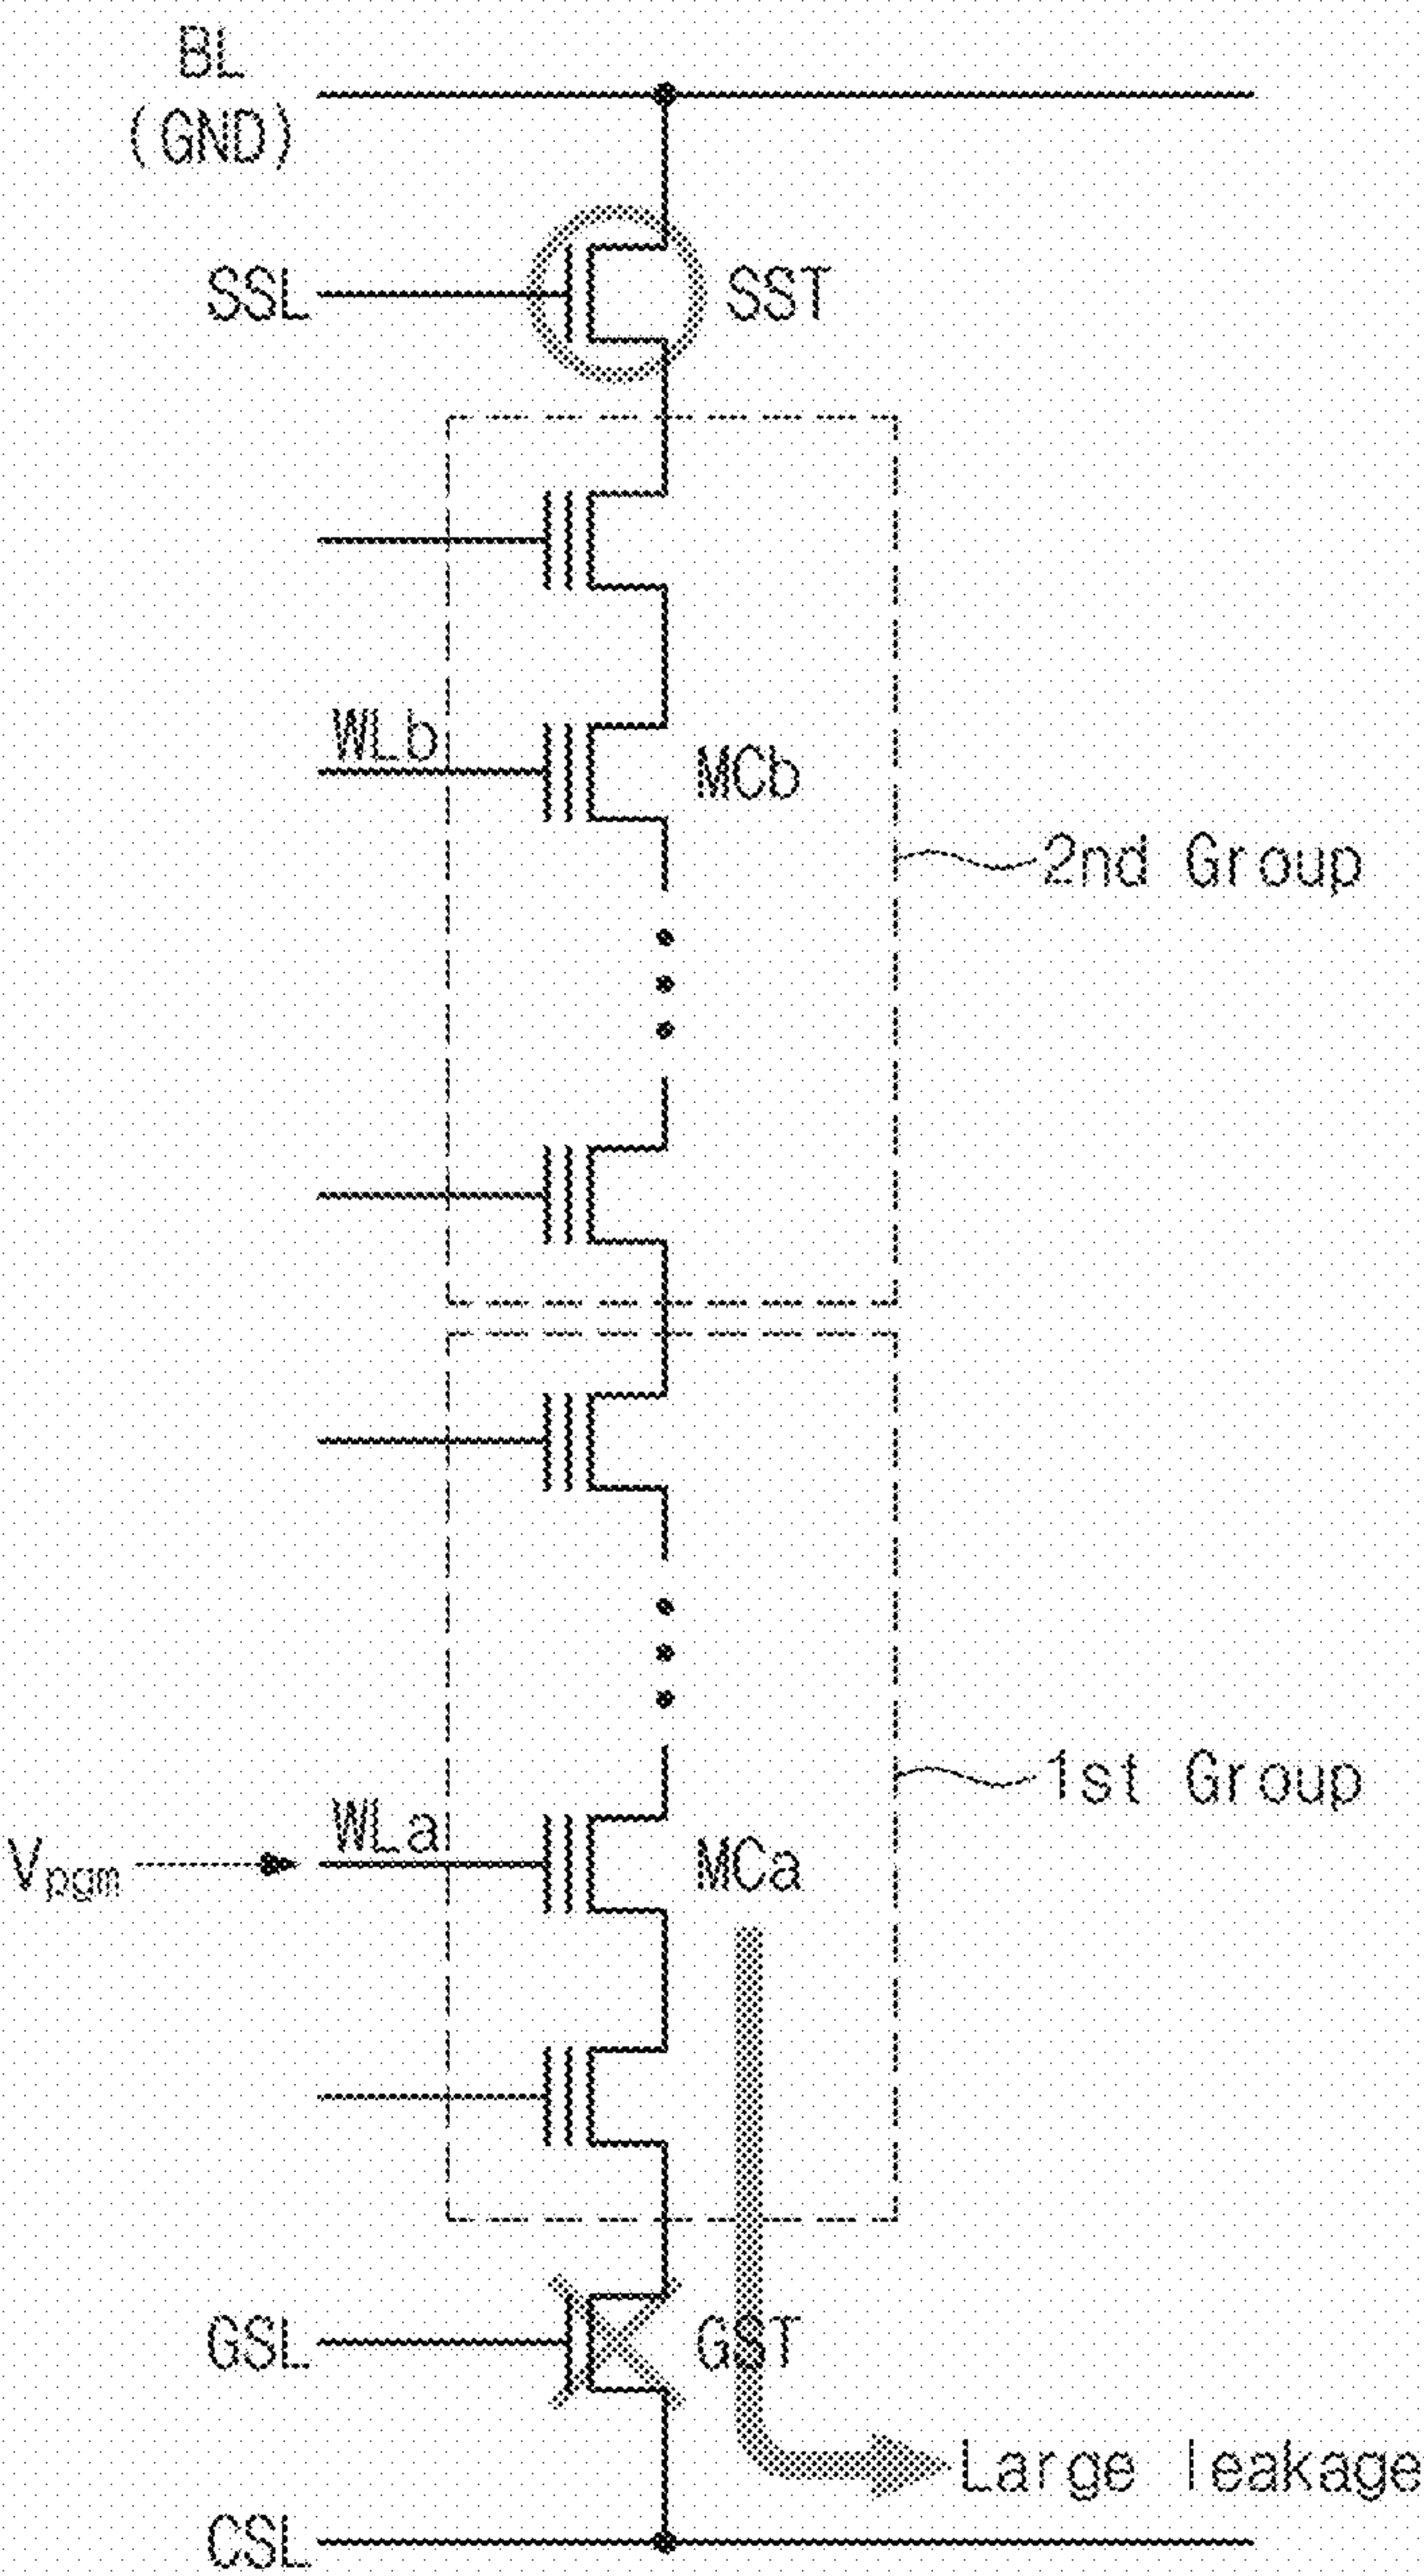 BL
(GND)
SSL
SST
WLb
MCb
2nd Group
1st Group
WLa
Vpgm
MCa
GSL
GST
Large leakage
CSL